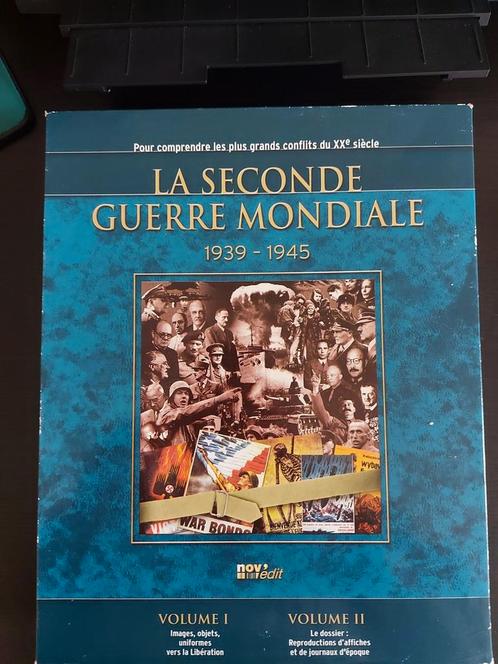 Pour comprendre les plus grands conflits du XXe siècle
LA SECONDE
GUERRE MONDIALE
1939 - 1945
WAR BONDS
nov'edit
VOLUME I
Images, objets,
uniformes
vers la Libération
VOLUME II
Le dossier :
Reproductions d'affiches
et de journaux d'époque